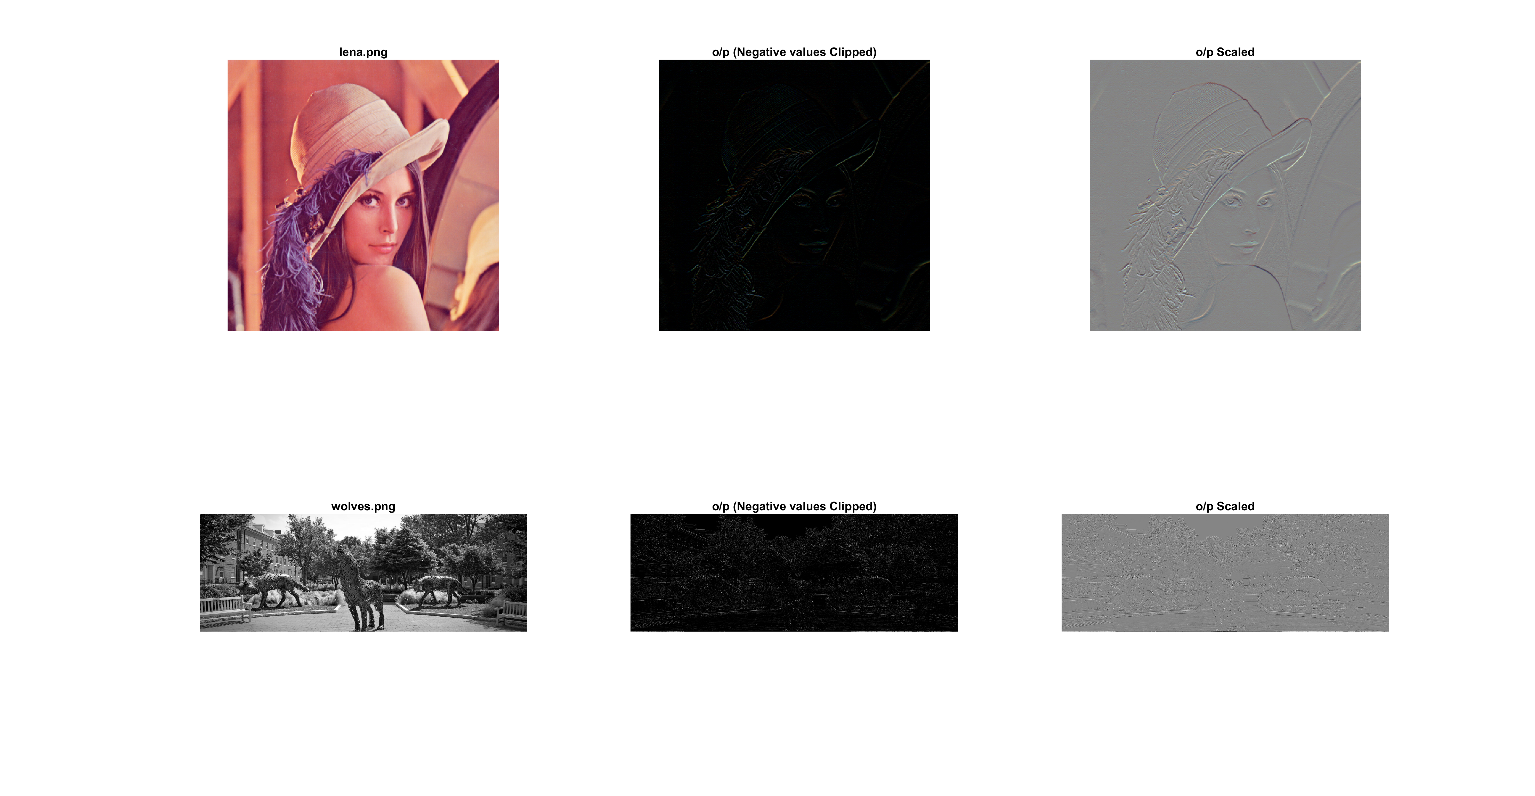 lena.png
o/p (Negative values Clipped)
o/p Scaled
wolves.png
o/p (Negative values Clipped)
o/p Scaled